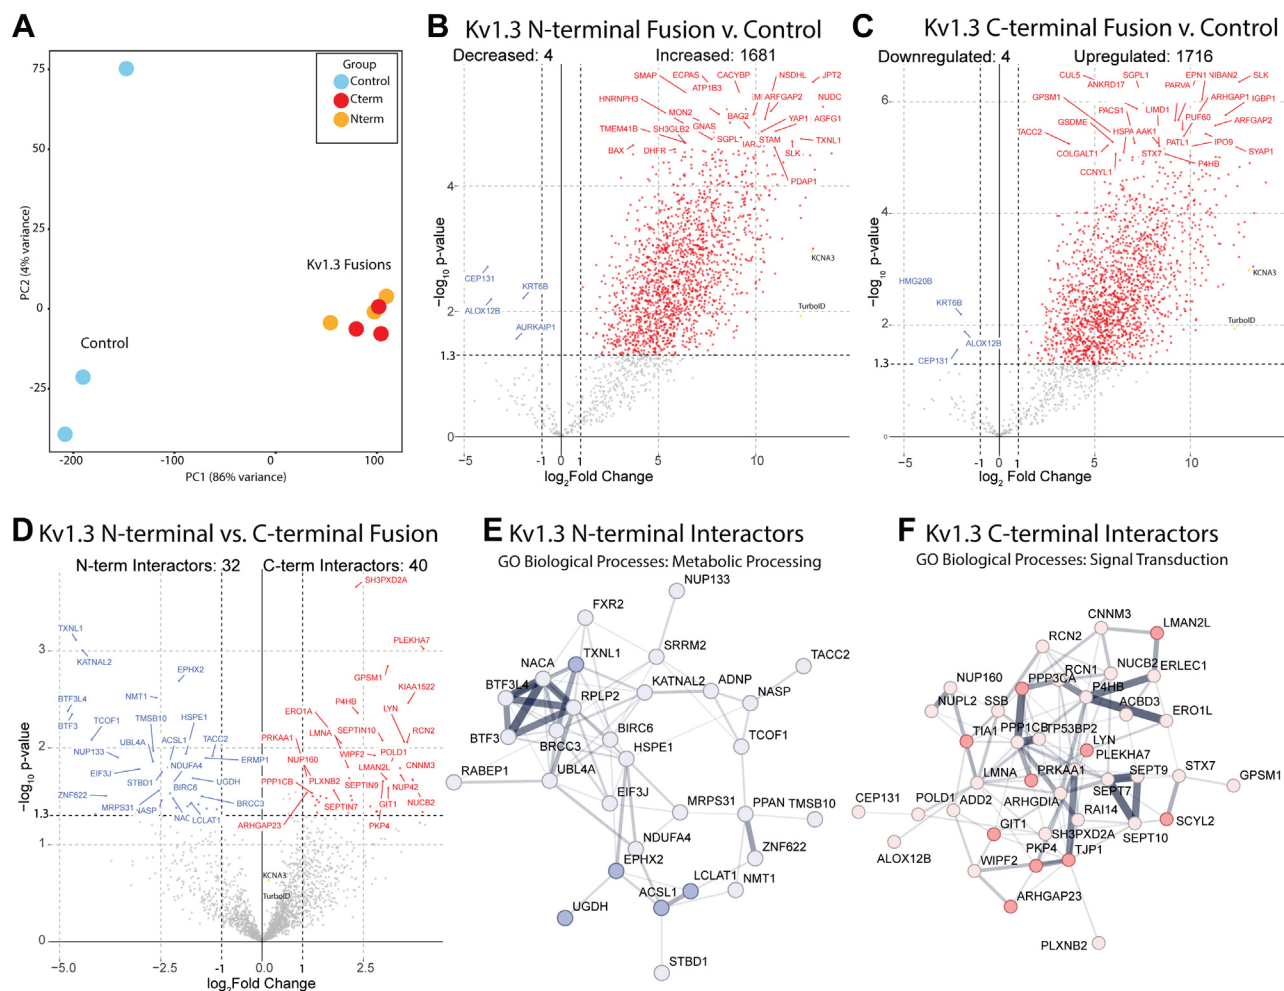 A
75
50
25
0
-25
PC2 (4% variance)
Group
Control
Cterm
Nterm
Kv1.3 Fusions
Control
-200
-100
0
100
PC1 (86% variance)
B
Kv1.3 N-terminal Fusion v. Control
Decreased: 4
Increased: 1681
SMAP
ECPAS
CACYBP
NSDHL
JPT2
ATP1B3
HNRNPH3
ARFGAP2
NUDC
MON2
BAG2
YAP1
AGFG1
TMEM41B
SH3GLB2
GNAS
SGPL
STAM
TXNL1
BAX
DHFR
SLK
PDAP1
4
CEP131
KRT6B
ALOX12B
AURKAIP1
KCNA3
TurboID
2
1.3
0
−log10 p-value
−5
-1
0
1
5
10
log2Fold Change
C
Kv1.3 C-terminal Fusion v. Control
Downregulated: 4
Upregulated: 1716
CUL5
SGPL1
EPN1
NIBAN2
SLK
ANKRD17
PARVA
GPSM1
PACS1
LIMD1
ARHGAP1
IGBP1
GSDME
PUF60
ARFGAP2
TACC2
HSPA
AAK1
PATL1
IPO9
COLGALT1
STX7
P4HB
SYAP1
CCNYL1
6
4
HMG20B
KRT6B
ALOX12B
CEP131
KCNA3
TurboID
2
1.3
0
−log10 p-value
−5
-1
0
1
5
10
log2 Fold Change
D
Kv1.3 N-terminal vs. C-terminal Fusion
N-term Interactors: 32
C-term Interactors: 40
SH3PXD2A
TXNL1
PLEKHA7
KATNAL2
EPHX2
GPSM1
KIAA1522
BTF3L4
NMT1
P4HB
LYN
BTF3
TCOF1
TMSB10
HSPE1
ERO1A
SEPTIN10
RCN2
UBL4A
ACSL1
TACC2
PRKAA1
LMNA
NUP133
WIPF2
POLD1
NDUFA4
ERMP1
NUP160
LMAN2L
CNNM3
EIF3J
STBD1
UGDH
PPP1CB
PLXNB2
SEPTIN9
NUP42
ZNF622
BIRC6
BRCC3
MRPS31
NASP
NAC
LCLAT1
SEPTIN7
GIT1
NUCB2
ARHGAP23
PKP4
KCNA3
TurboID
3
2
1.3
1
0
−log10 p-value
−5.0
−2.5
-1
0.0
1
2.5
log2Fold Change
E
Kv1.3 N-terminal Interactors
GO Biological Processes: Metabolic Processing
NUP133
FXR2
SRRM2
TACC2
NACA
TXNL1
BTF3L4
RPLP2
KATNAL2
ADNP
NASP
BTF3
BIRC6
BRCC3
HSPE1
TCOF1
RABEP1
UBL4A
EIF3J
MRPS31
PPAN
TMSB10
NDUFA4
ZNF622
EPHX2
LCLAT1
ACSL1
NMT1
UGDH
STBD1
F
Kv1.3 C-terminal Interactors
GO Biological Processes: Signal Transduction
CNNM3
LMAN2L
RCN2
RCN1
NUCB2
ERLEC1
NUP160
PPP3CA
P4HB
NUPL2
SSB
ACBD3
ERO1L
TIA1
PPP1CB
TP53BP2
LYN
PLEKHA7
LMNA
PRKAA1
SEPT9
STX7
GPSM1
SEPT7
CEP131
POLD1
ADD2
ARHGDIA
RAI14
SCYL2
GIT1
SH3PXD2A
SEPT10
ALOX12B
PKP4
TJP1
WIPF2
ARHGAP23
PLXNB2